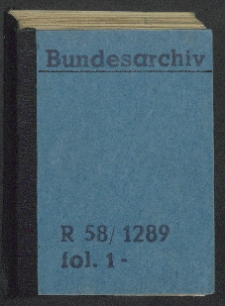 Bundesarchiv
R 58/1289
fol. 1-